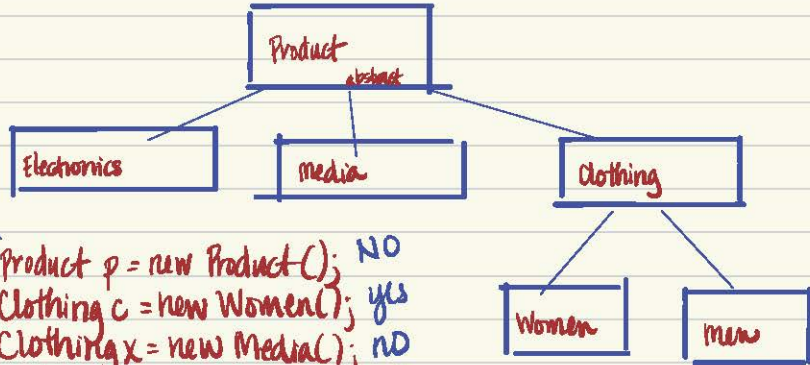 Product
abstract
Electronics
media
Clothing
Product p = new Product(); NO
Clothing c = new Women(); yes
Clothing x = new Media(); no
Women
men